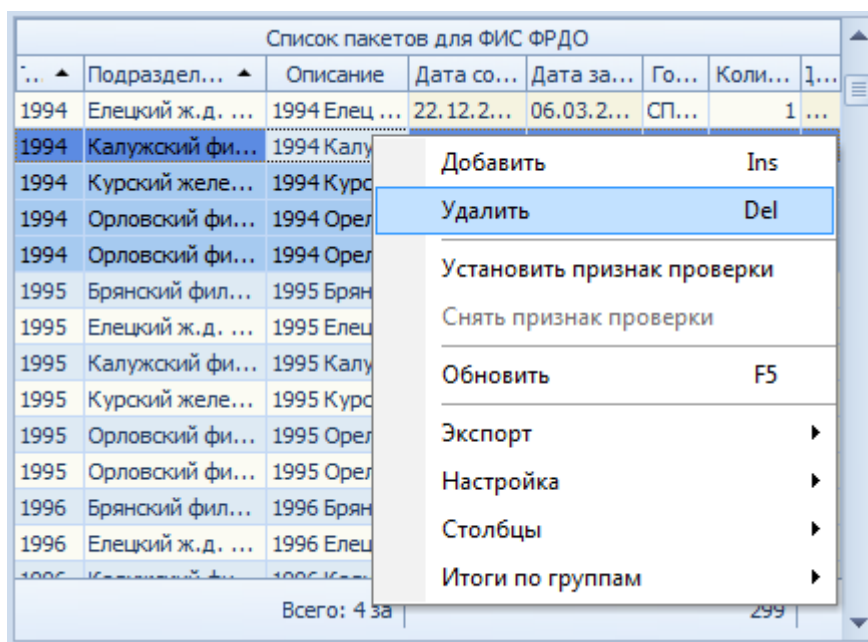 Список пакетов для ФИС ФРДО
Подраздел... Описание Дата со... Дата за... Го... Коли...
1994 Елецкий ж.д. ... 1994 Елец ... 22.12.2... 06.03.2... СП... 1 ...
1994 Калужский фи... 1994 Калу
1994 Курский желе... 1994 Курс
1994 Орловский фи... 1994 Орел
1994 Орловский фи... 1994 Орел
1995 Брянский фил... 1995 Брян
1995 Елецкий ж.д. ... 1995 Елец
1995 Калужский фи... 1995 Калу
1995 Курский желе... 1995 Курс
1995 Орловский фи... 1995 Орел
1995 Орловский фи... 1995 Орел
1996 Брянский фил... 1996 Брян
1996 Елецкий ж.д. ... 1996 Елец
Всего: 4 за 299
Добавить Ins
Удалить Del
Установить признак проверки
Снять признак проверки
Обновить F5
Экспорт
Настройка
Столбцы
Итоги по группам